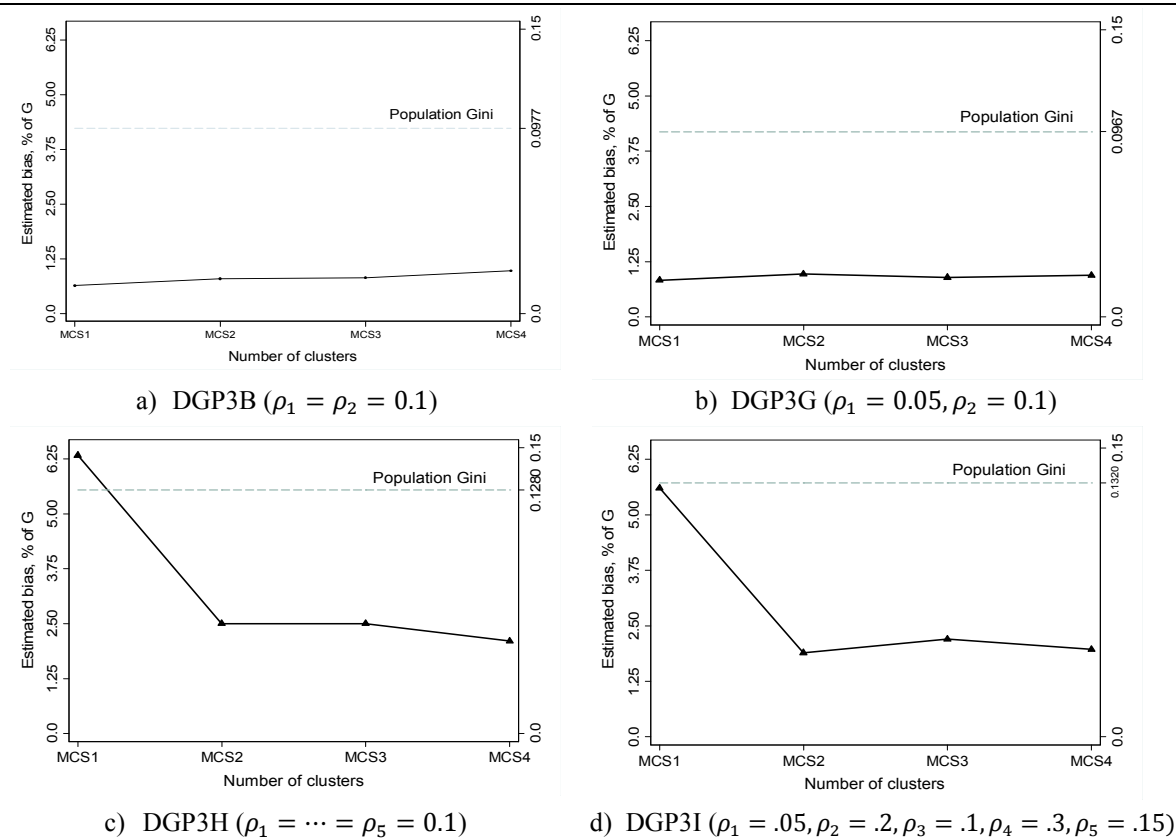 6.25
5.00
3.75
2.50
1.25
0.0
Estimated bias, % of G
Population Gini
0.15
0.0977
0.0
MCS1 MCS2 MCS3 MCS4
Number of clusters
a) DGP3B (ρ₁ = ρ₂ = 0.1)
6.25
5.00
3.75
2.50
1.25
0.0
Estimated bias, % of G
Population Gini
0.15
0.0967
0.0
MCS1 MCS2 MCS3 MCS4
Number of clusters
b) DGP3G (ρ₁ = 0.05, ρ₂ = 0.1)
6.25
5.00
3.75
2.50
1.25
0.0
Estimated bias, % of G
Population Gini
0.15
0.1280
0.0
MCS1 MCS2 MCS3 MCS4
Number of clusters
c) DGP3H (ρ₁ = ⋯ = ρ₅ = 0.1)
6.25
5.00
3.75
2.50
1.25
0.0
Estimated bias, % of G
Population Gini
0.15
0.1320
0.0
MCS1 MCS2 MCS3 MCS4
Number of clusters
d) DGP3I (ρ₁ = .05, ρ₂ = .2, ρ₃ = .1, ρ₄ = .3, ρ₅ = .15)